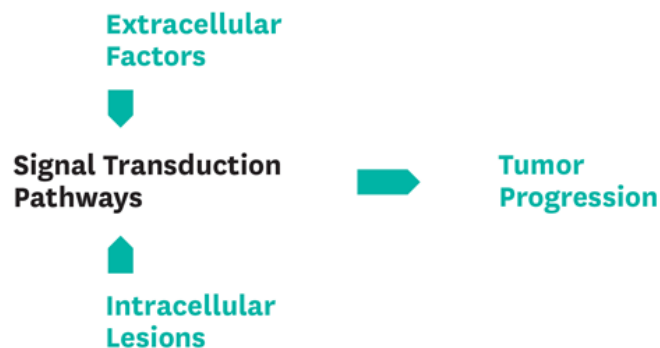 Extracellular
Factors
Signal Transduction
Pathways
Tumor
Progression
Intracellular
Lesions